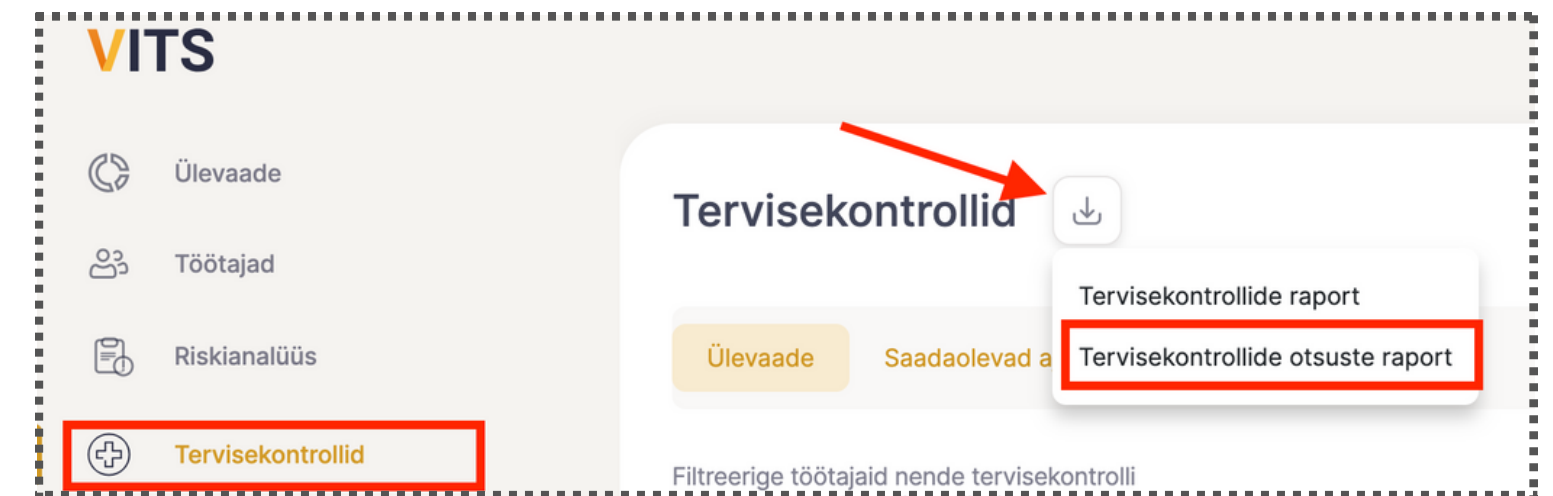 VITS
Ülevaade
Töötajad
Riskianalüüs
Tervisekontrollid
Tervisekontrollid
Tervisekontrollide raport
Tervisekontrollide otsuste raport
Ülevaade
Saadaolevad a
Filtreerige töötajaid nende tervisekontrolli